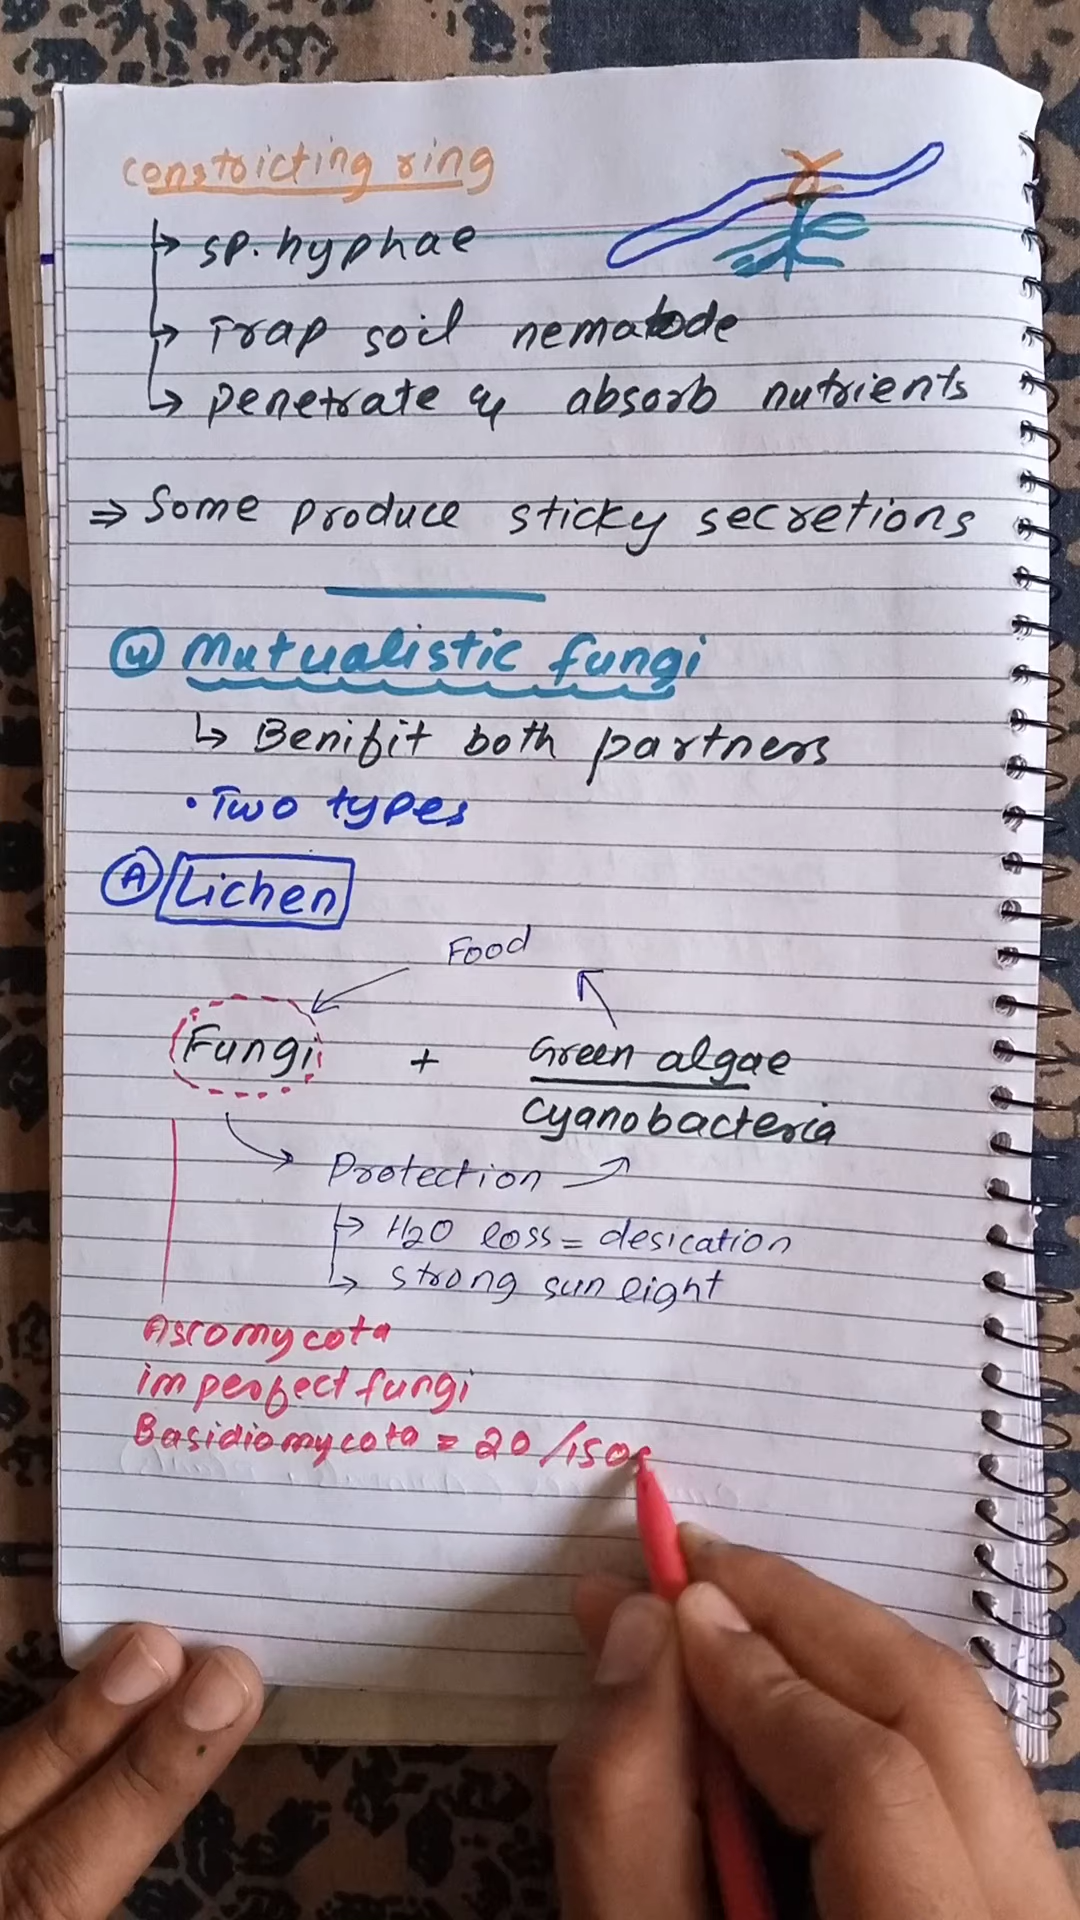 Constricting ring
→ sp. hyphae
→ Trap soil nematode
→ penetrate & absorb nutrients
⇒ Some produce sticky secretions
④ Mutualistic fungi
↳ Benifit both partners
• Two types
Ⓐ Lichen
Food
Fungi + Green algae
Cyanobacteria
Protection
→ H2O loss = desication
→ strong sun light
Ascomycota
imperfect fungi
Basidiomycota = 20/150